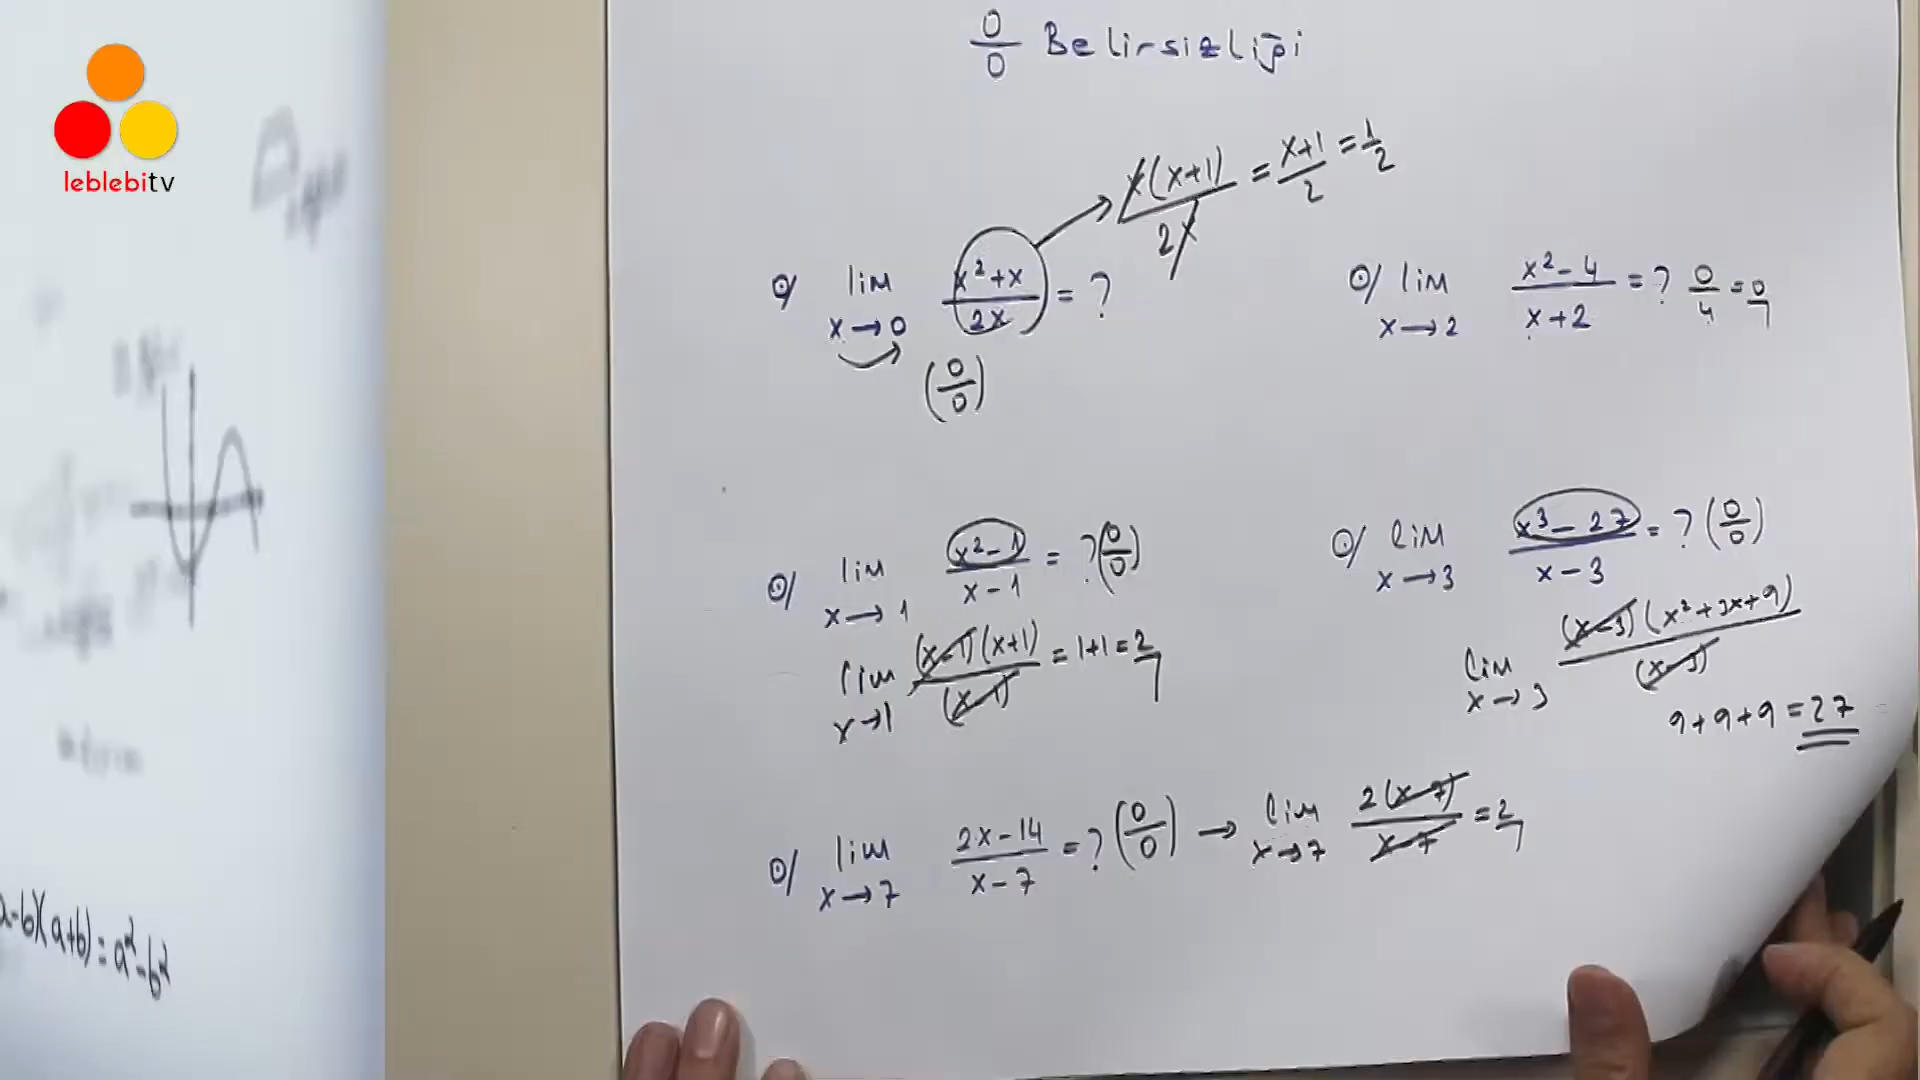 leblebitv
0/0 Belirsizliği
x(x+1)/2x = x+1/2 = 1/2
⊙/ lim x→0 x²+x/2x = ?
(0/0)
⊙/ lim x→2 x²-4/x+2 = ? 0/4 = 0
⊙/ lim x→1 x²-1/x-1 = ? (0/0)
lim x→1 (x-1)(x+1)/(x-1) = 1+1 = 2
⊙/ lim x→3 x³-27/x-3 = ? (0/0)
lim x→3 (x-3)(x²+3x+9)/(x-3)
9+9+9 = 27
⊙/ lim x→7 2x-14/x-7 = ? (0/0) → lim x→7 2(x-7)/x-7 = 2
a-b)(a+b) = a²-b²